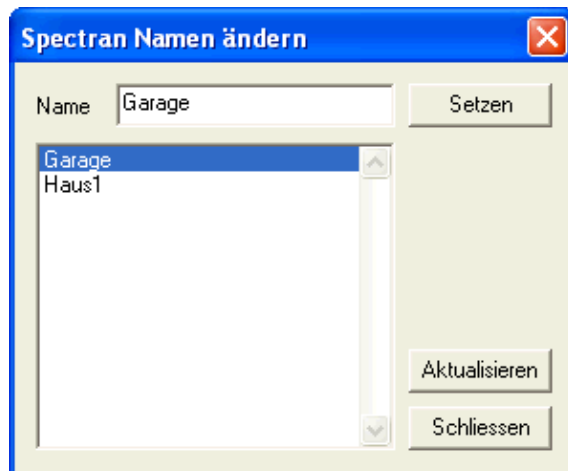 Spectran Namen ändern
Name Garage Setzen
Garage
Haus1
Aktualisieren
Schliessen